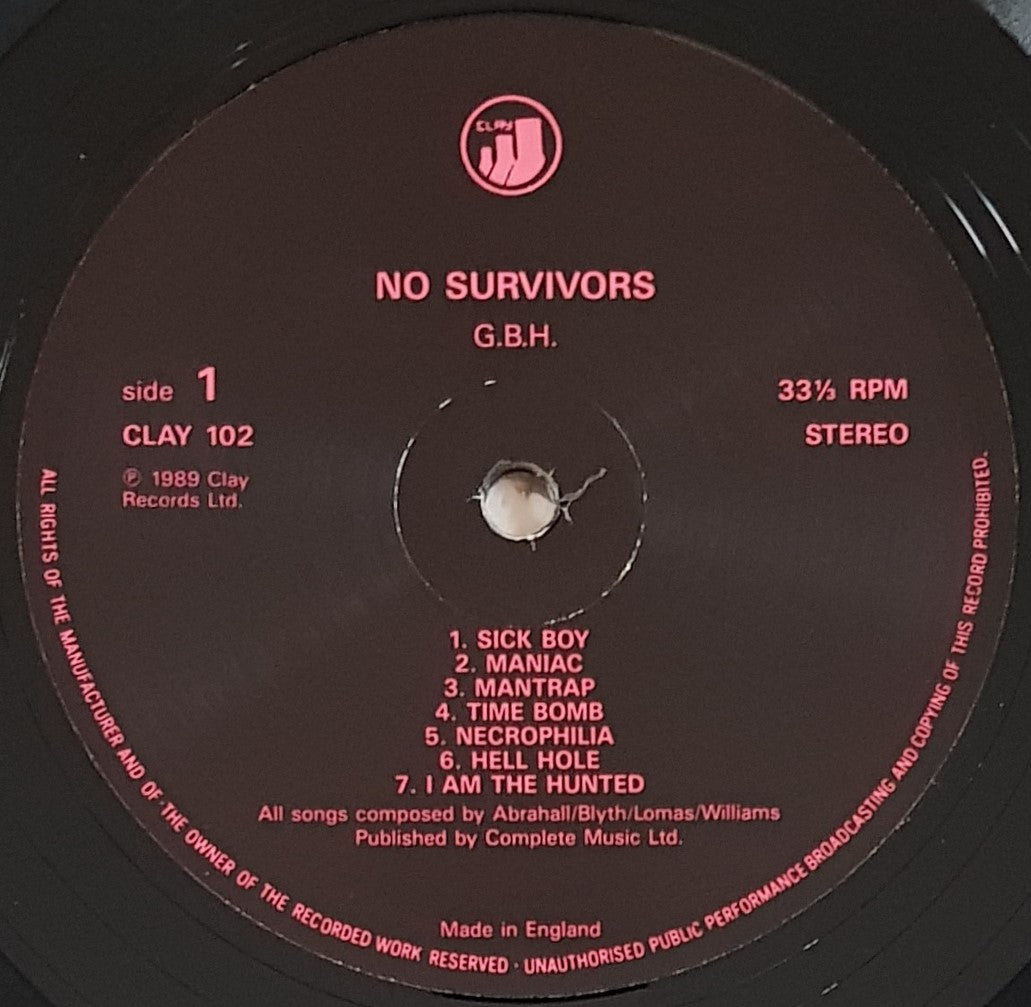 CLAY
NO SURVIVORS
G.B.H.
side 1
33⅓ RPM
CLAY 102
STEREO
℗ 1989 Clay
Records Ltd.
1. SICK BOY
2. MANIAC
3. MANTRAP
4. TIME BOMB
5. NECROPHILIA
6. HELL HOLE
7. I AM THE HUNTED
All songs composed by Abrahall/Blyth/Lomas/Williams
Published by Complete Music Ltd.
Made in England
ALL RIGHTS OF THE MANUFACTURER AND OF THE OWNER OF THE RECORDED WORK RESERVED · UNAUTHORISED PUBLIC PERFORMANCE BROADCASTING AND COPYING OF THIS RECORD PROHIBITED.